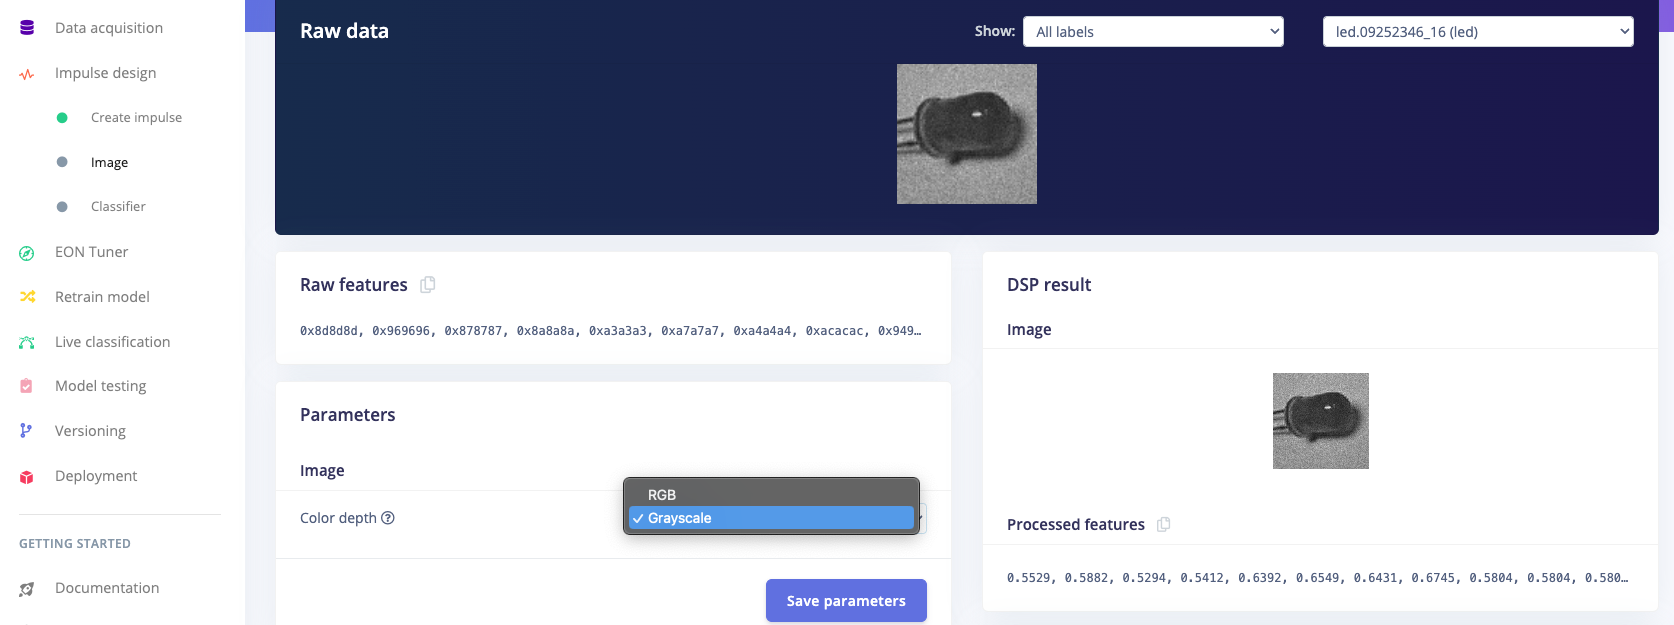 Data acquisition
Impulse design
Create impulse
Image
Classifier
EON Tuner
Retrain model
Live classification
Model testing
Versioning
Deployment
GETTING STARTED
Documentation
Raw data
Show:
All labels
led.09252346_16 (led)
Raw features
0x8d8d8d, 0x969696, 0x878787, 0x8a8a8a, 0xa3a3a3, 0xa7a7a7, 0xa4a4a4, 0xacacac, 0x949…
Parameters
Image
Color depth
RGB
✓ Grayscale
Save parameters
DSP result
Image
Processed features
0.5529, 0.5882, 0.5294, 0.5412, 0.6392, 0.6549, 0.6431, 0.6745, 0.5804, 0.5804, 0.580…